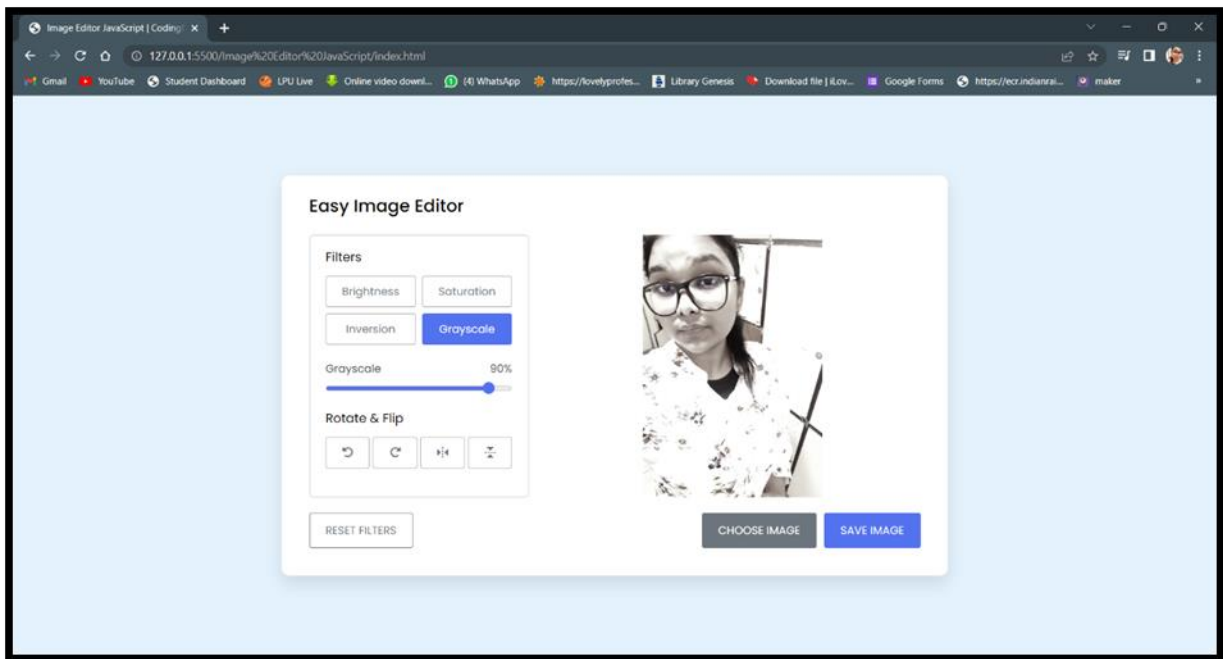 Image Editor JavaScript | Coding
127.0.0.1:5500/Image%20Editor%20JavaScript/index.html
Gmail YouTube Student Dashboard LPU Live Online video downl... (4) WhatsApp https://lovelyprofes... Library Genesis Download file | iLov... Google Forms https://ecr.indianrai... maker
Easy Image Editor
Filters
Brightness Saturation
Inversion Grayscale
Grayscale 90%
Rotate & Flip
RESET FILTERS CHOOSE IMAGE SAVE IMAGE